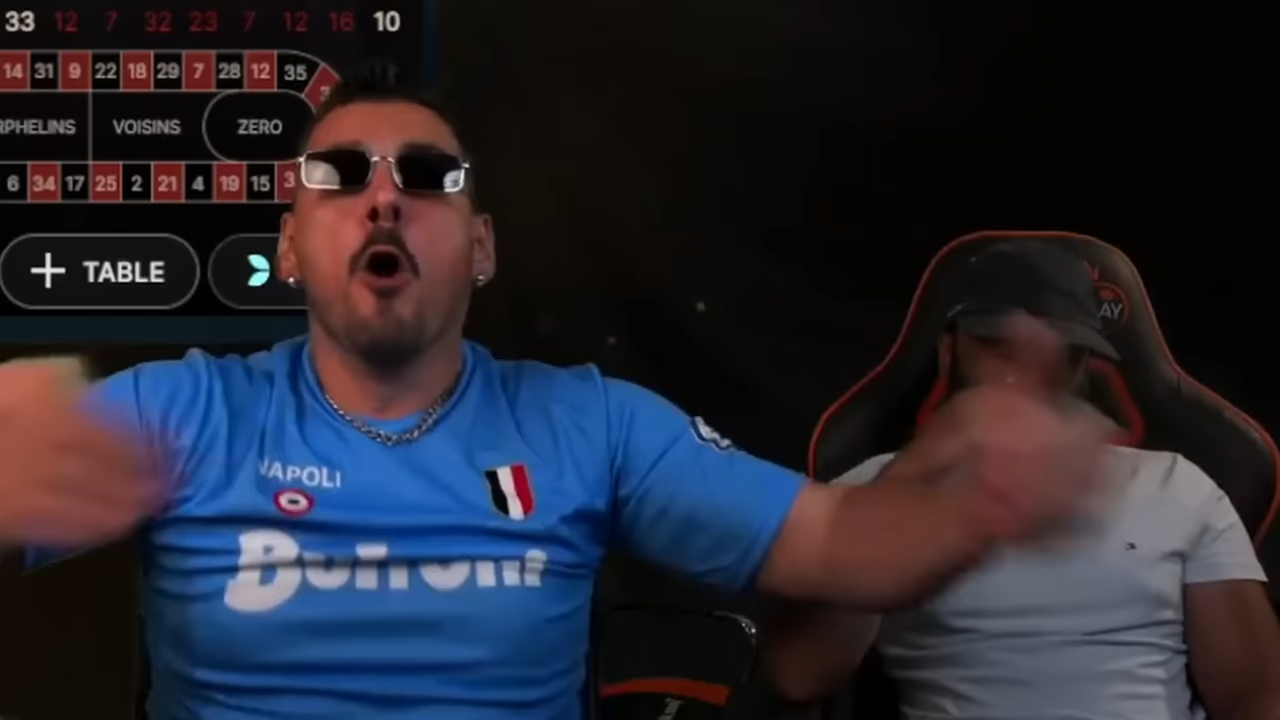 33 12 7 32 23 7 12 16 10
14 31 9 22 18 29 7 28 12 35
VOISINS ZERO
6 34 17 25 2 21 4 19 15
+ TABLE
NAPOLI
Buitoni